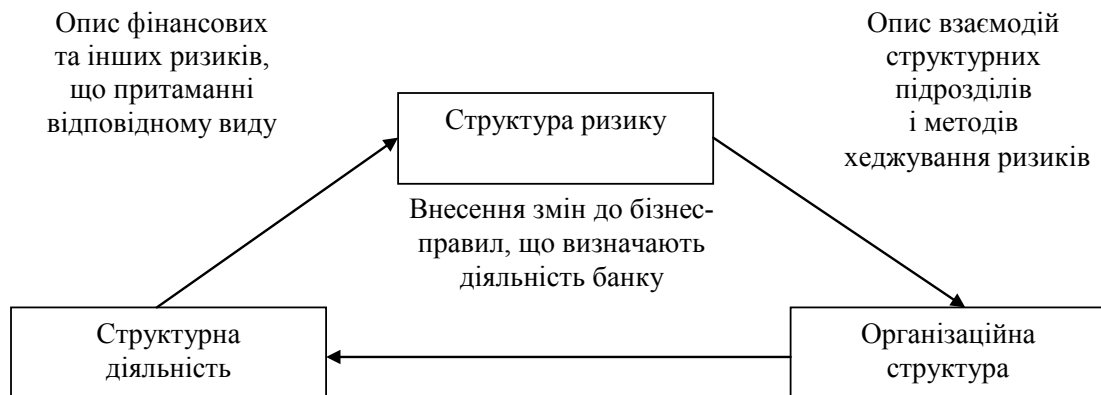 Опис фінансових
та інших ризиків,
що притаманні
відповідному виду
Опис взаємодій
структурних
підрозділів
і методів
хеджування ризиків
Структура ризику
Внесення змін до бізнес-
правил, що визначають
діяльність банку
Структурна
діяльність
Організаційна
структура